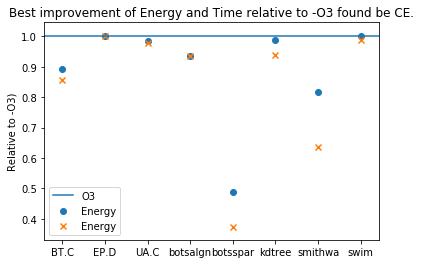 Best improvement of Energy and Time relative to -O3 found be CE.
Relative to -O3)
1.0
0.9
0.8
0.7
0.6
0.5
0.4
O3
Energy
Energy
BT.C EP.D UA.C botsalgn botsspar kdtree smithwa swim